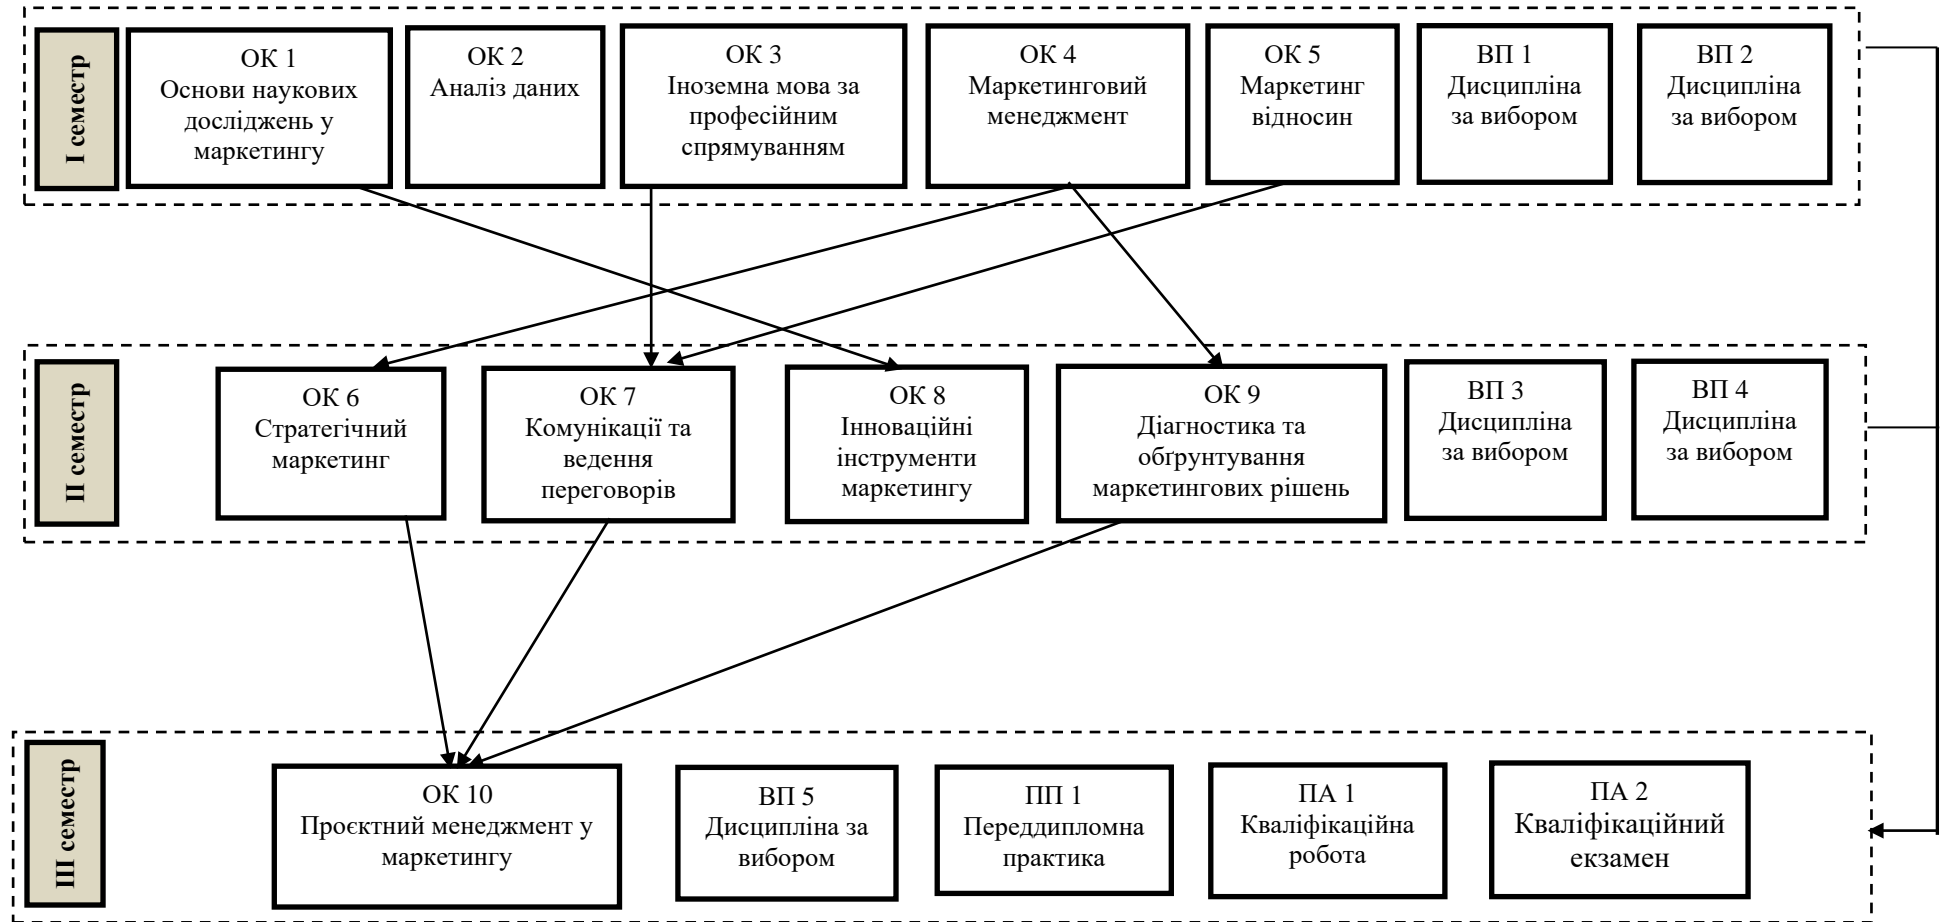 І семестр
ОК 1
Основи наукових
досліджень у
маркетингу
ОК 2
Аналіз даних
ОК 3
Іноземна мова за
професійним
спрямуванням
ОК 4
Маркетинговий
менеджмент
ОК 5
Маркетинг
відносин
ВП 1
Дисципліна
за вибором
ВП 2
Дисципліна
за вибором
ІІ семестр
ОК 6
Стратегічний
маркетинг
ОК 7
Комунікації та
ведення
переговорів
ОК 8
Інноваційні
інструменти
маркетингу
ОК 9
Діагностика та
обґрунтування
маркетингових рішень
ВП 3
Дисципліна
за вибором
ВП 4
Дисципліна
за вибором
ІІІ семестр
ОК 10
Проєктний менеджмент у
маркетингу
ВП 5
Дисципліна за
вибором
ПП 1
Переддипломна
практика
ПА 1
Кваліфікаційна
робота
ПА 2
Кваліфікаційний
екзамен